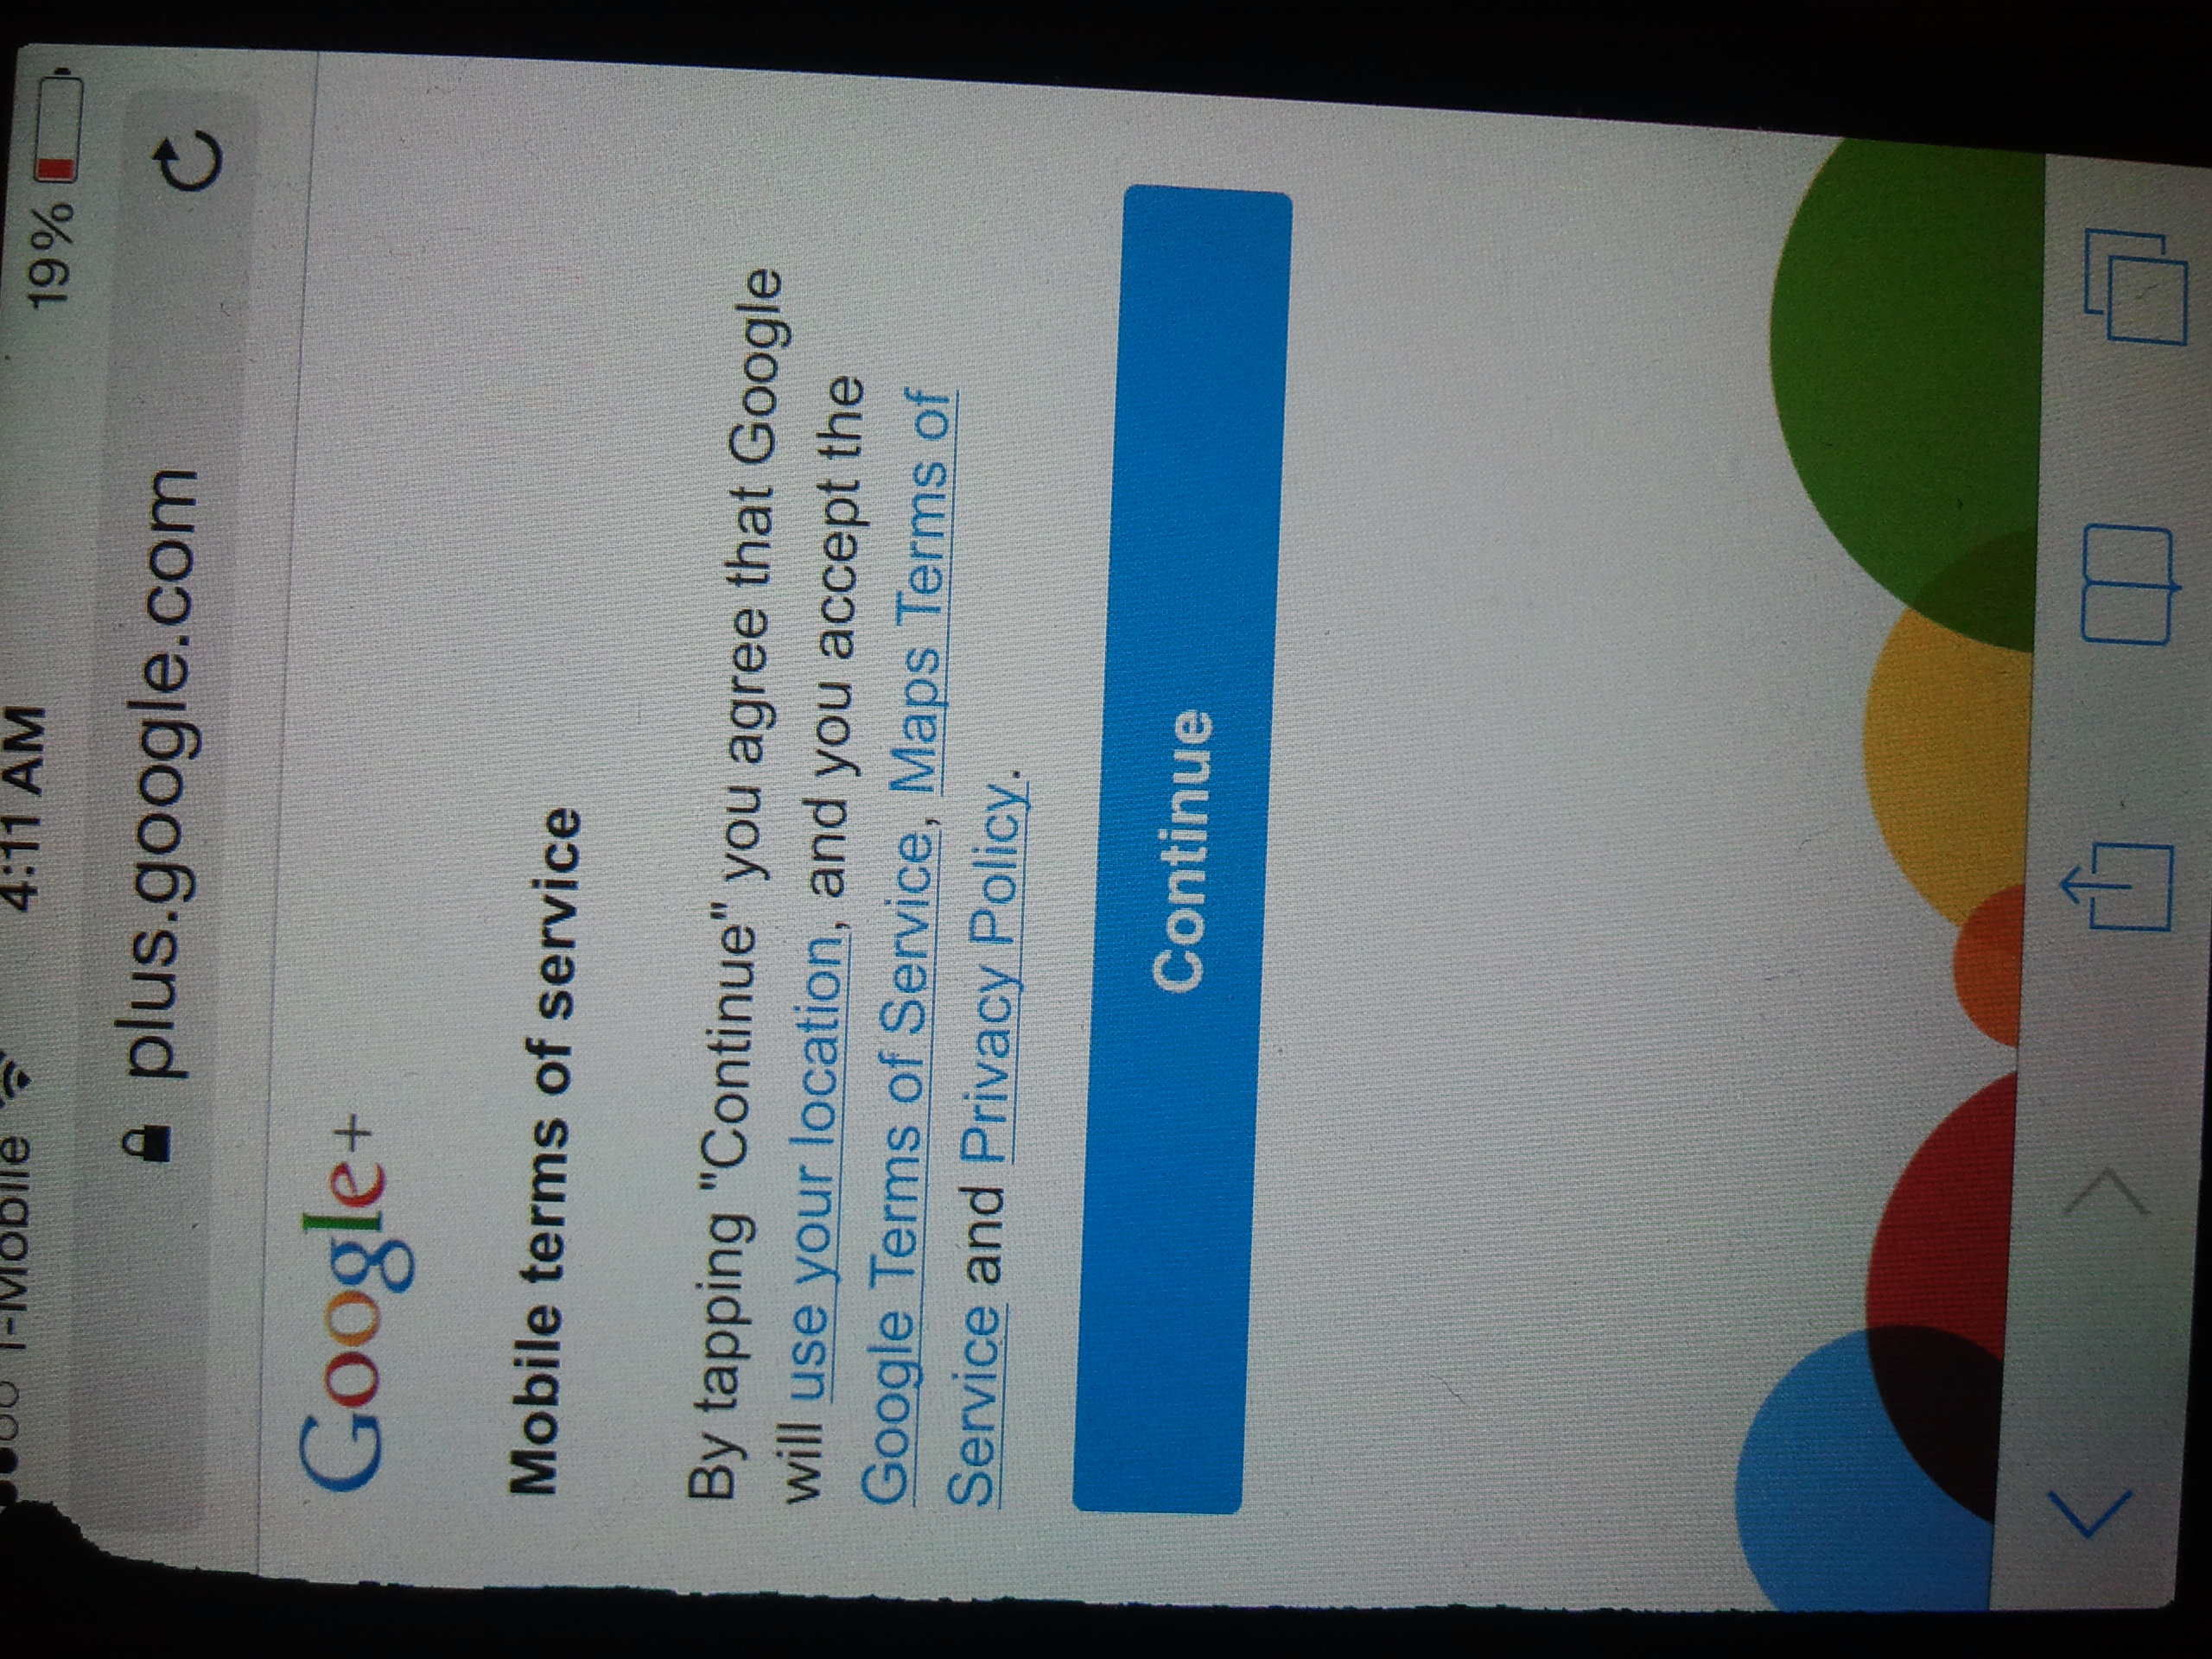 T-Mobile 4:11 AM 19%
plus.google.com
Google+
Mobile terms of service
By tapping "Continue" you agree that Google
will use your location, and you accept the
Google Terms of Service, Maps Terms of
Service and Privacy Policy.
Continue